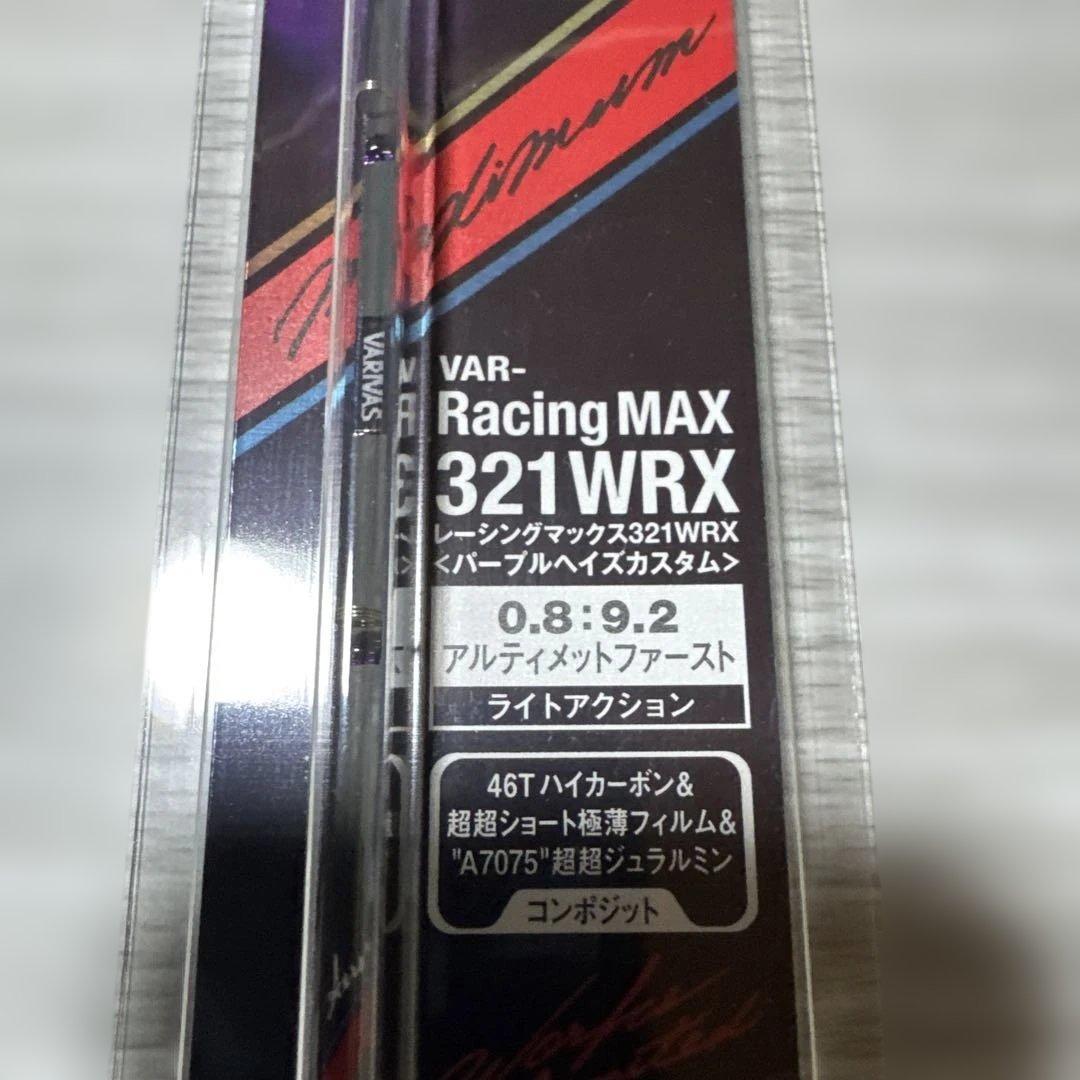 VARIVAS
VAR-
Racing MAX
321WRX
レーシングマックス321WRX
<パープルヘイズカスタム>
0.8:9.2
アルティメットファースト
ライトアクション
46Tハイカーボン&
超超ショート極薄フィルム&
"A7075"超超ジュラルミン
コンポジット